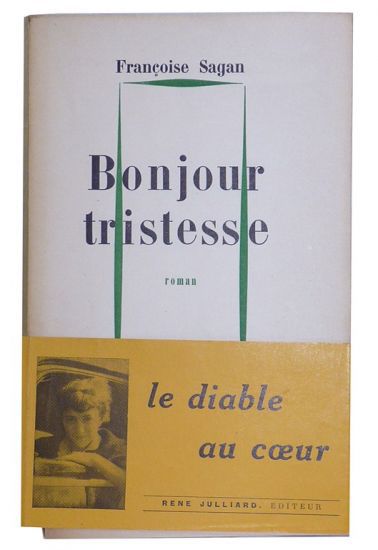 Françoise Sagan
Bonjour
tristesse
roman
le diable
au cœur
RENE JULLIARD. EDITEUR